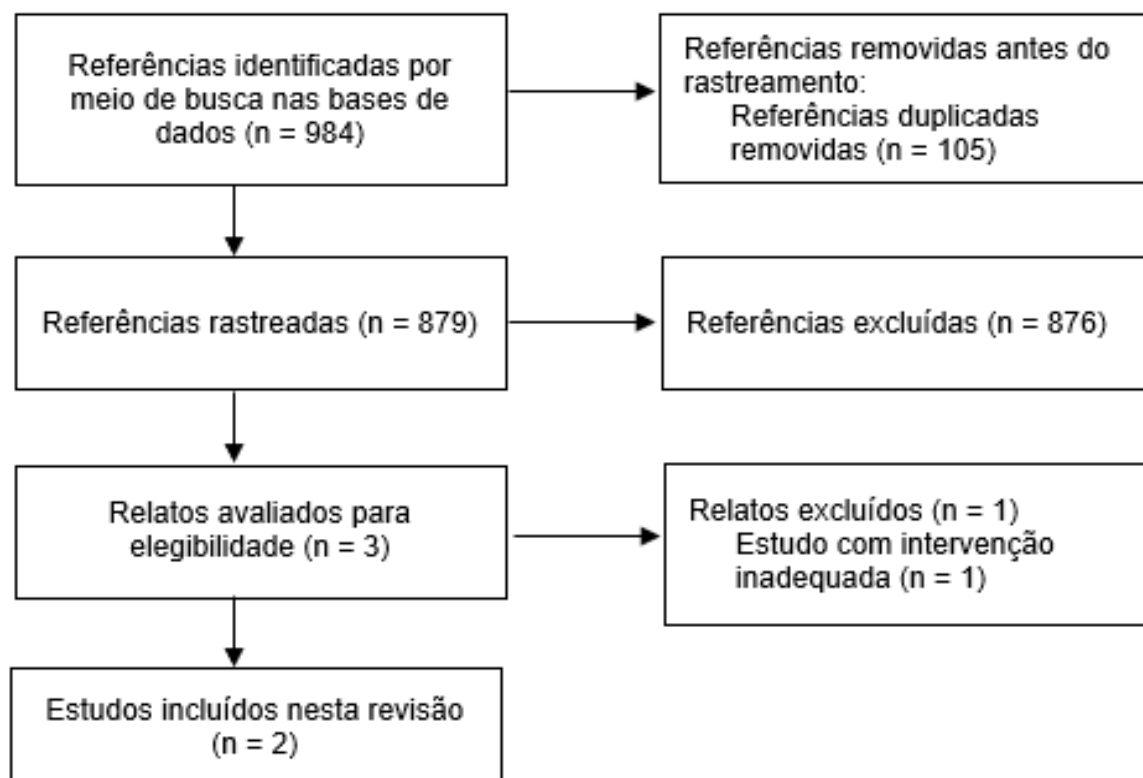 Referências identificadas por
meio de busca nas bases de
dados (n = 984)
Referências removidas antes do
rastreamento:
Referências duplicadas
removidas (n = 105)
Referências rastreadas (n = 879)
Referências excluídas (n = 876)
Relatos avaliados para
elegibilidade (n = 3)
Relatos excluídos (n = 1)
Estudo com intervenção
inadequada (n = 1)
Estudos incluídos nesta revisão
(n = 2)